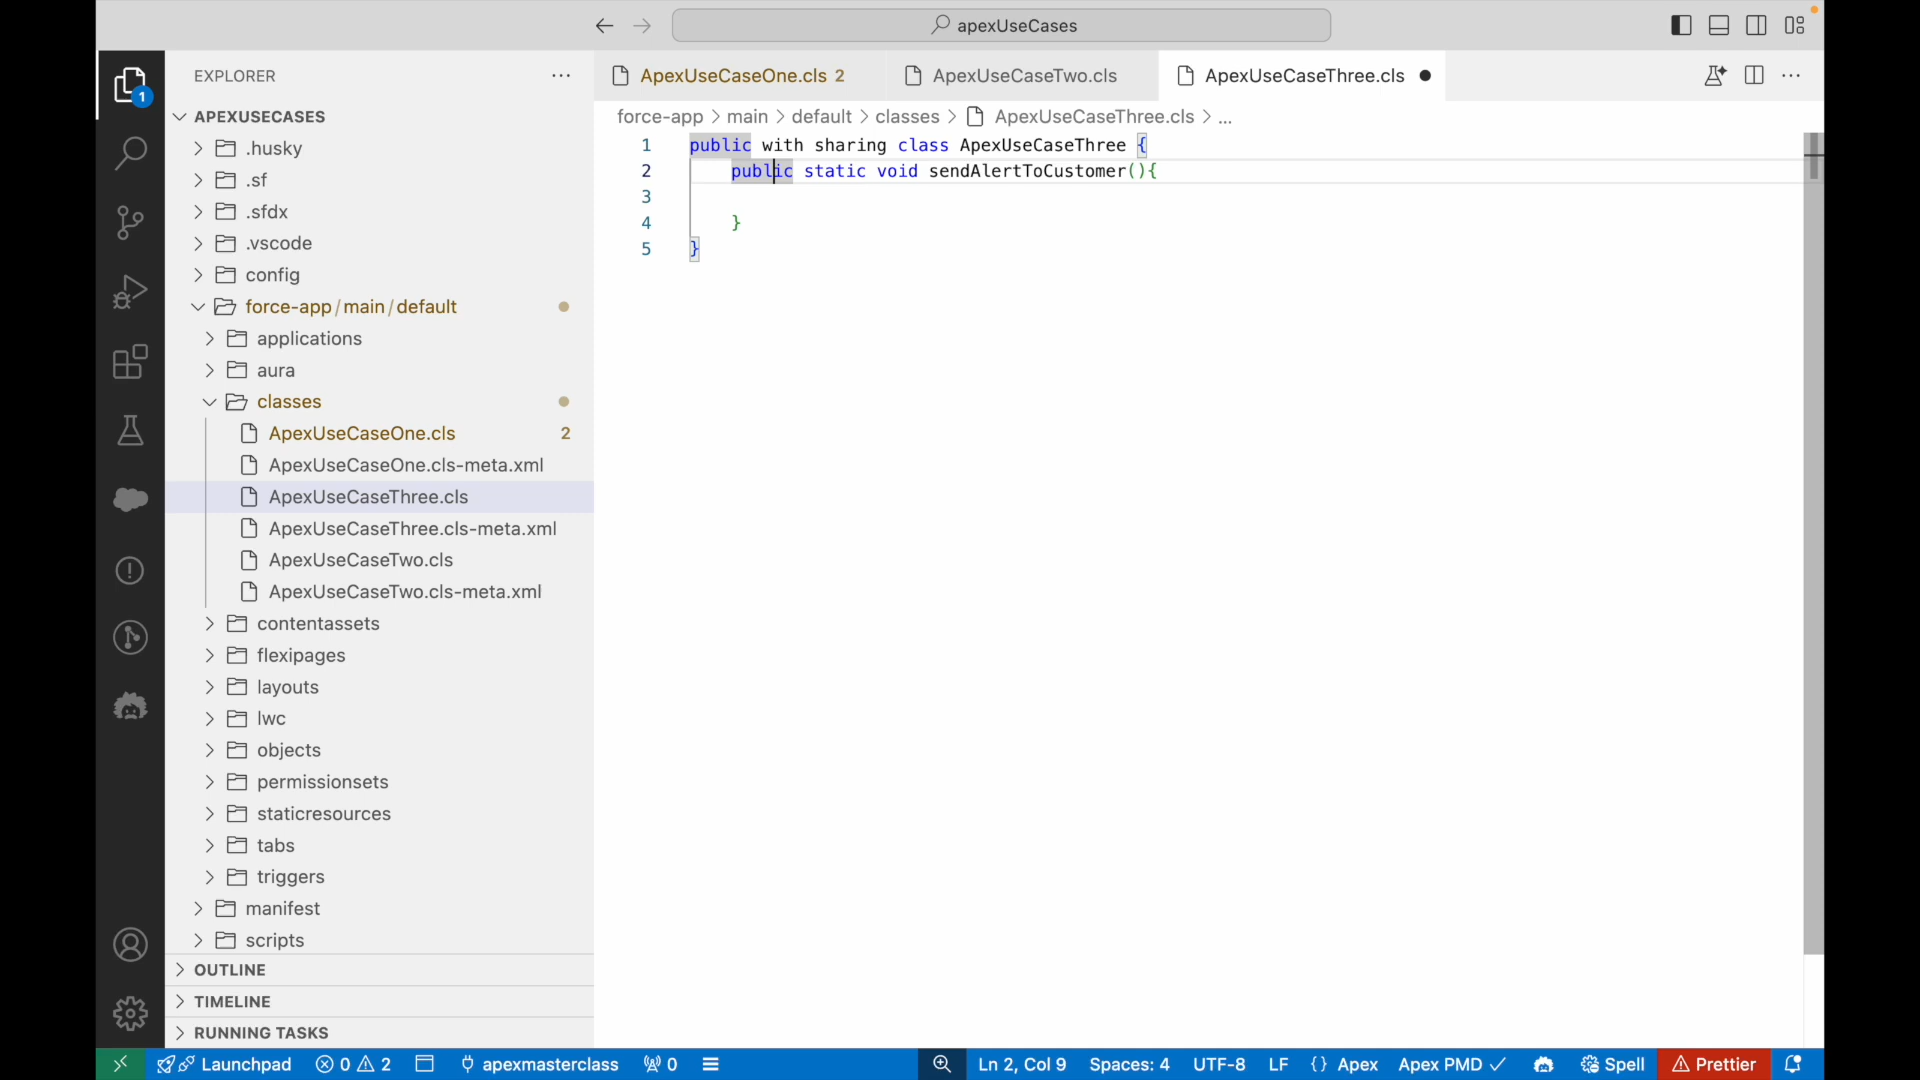 apexUseCases
1
EXPLORER
APEXUSECASES
.husky
.sf
.sfdx
.vscode
config
force-app/main/default
applications
aura
classes
ApexUseCaseOne.cls 2
ApexUseCaseOne.cls-meta.xml
ApexUseCaseThree.cls
ApexUseCaseThree.cls-meta.xml
ApexUseCaseTwo.cls
ApexUseCaseTwo.cls-meta.xml
contentassets
flexipages
layouts
lwc
objects
permissionsets
staticresources
tabs
triggers
manifest
scripts
OUTLINE
TIMELINE
RUNNING TASKS
ApexUseCaseOne.cls 2 ApexUseCaseTwo.cls ApexUseCaseThree.cls
force-app > main > default > classes > ApexUseCaseThree.cls > ...
1 public with sharing class ApexUseCaseThree {
2 public static void sendAlertToCustomer(){
3
4 }
5 }
Launchpad 0 2 apexmasterclass 0 Ln 2, Col 9 Spaces: 4 UTF-8 LF {} Apex Apex PMD ✓ Spell Prettier